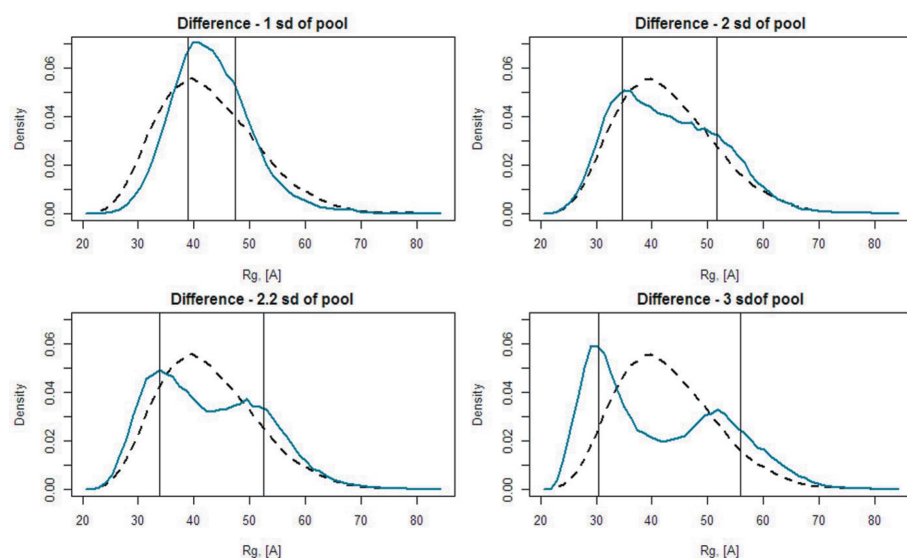 Difference - 1 sd of pool
Density
0.00 0.02 0.04 0.06
20 30 40 50 60 70 80
Rg, [A]
Difference - 2 sd of pool
Density
0.00 0.02 0.04 0.06
20 30 40 50 60 70 80
Rg, [A]
Difference - 2.2 sd of pool
Density
0.00 0.02 0.04 0.06
20 30 40 50 60 70 80
Rg, [A]
Difference - 3 sdof pool
Density
0.00 0.02 0.04 0.06
20 30 40 50 60 70 80
Rg, [A]